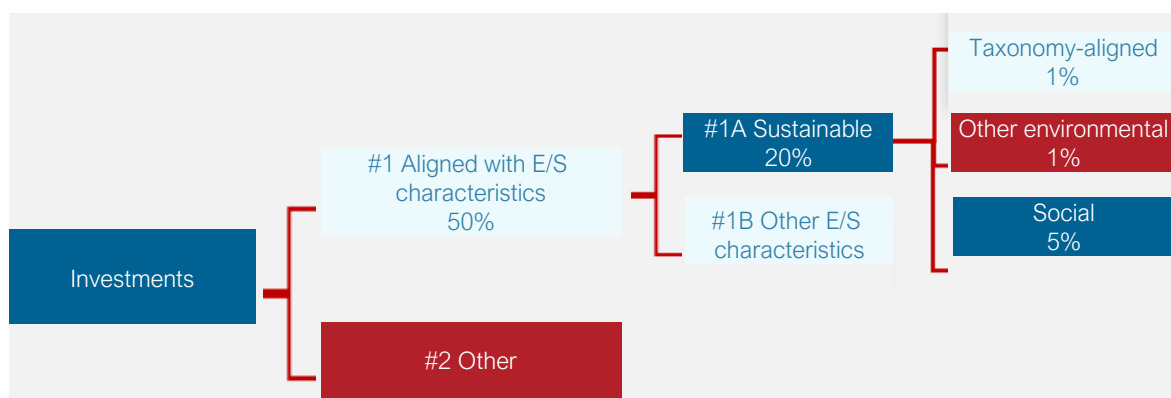 Taxonomy-aligned
1%
#1A Sustainable
20%
Other environmental
1%
#1 Aligned with E/S
characteristics
50%
#1B Other E/S
characteristics
Social
5%
Investments
#2 Other